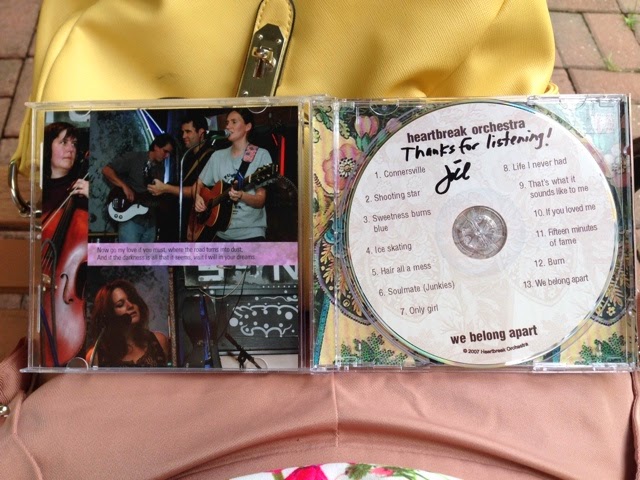 Now go my love if you must, where the road turns into dust.
And if the darkness is all that it seems, visit I will in your dreams.
heartbreak orchestra
Thanks for listening!
Jil
1. Connersville
2. Shooting star
3. Sweetness burns
blue
4. Ice skating
5. Hair all a mess
6. Soulmate (Junkies)
7. Only girl
8. Life I never had
9. That's what it
sounds like to me
10. If you loved me
11. Fifteen minutes
of fame
12. Burn
13. We belong apart
we belong apart
© 2007 Heartbreak Orchestra